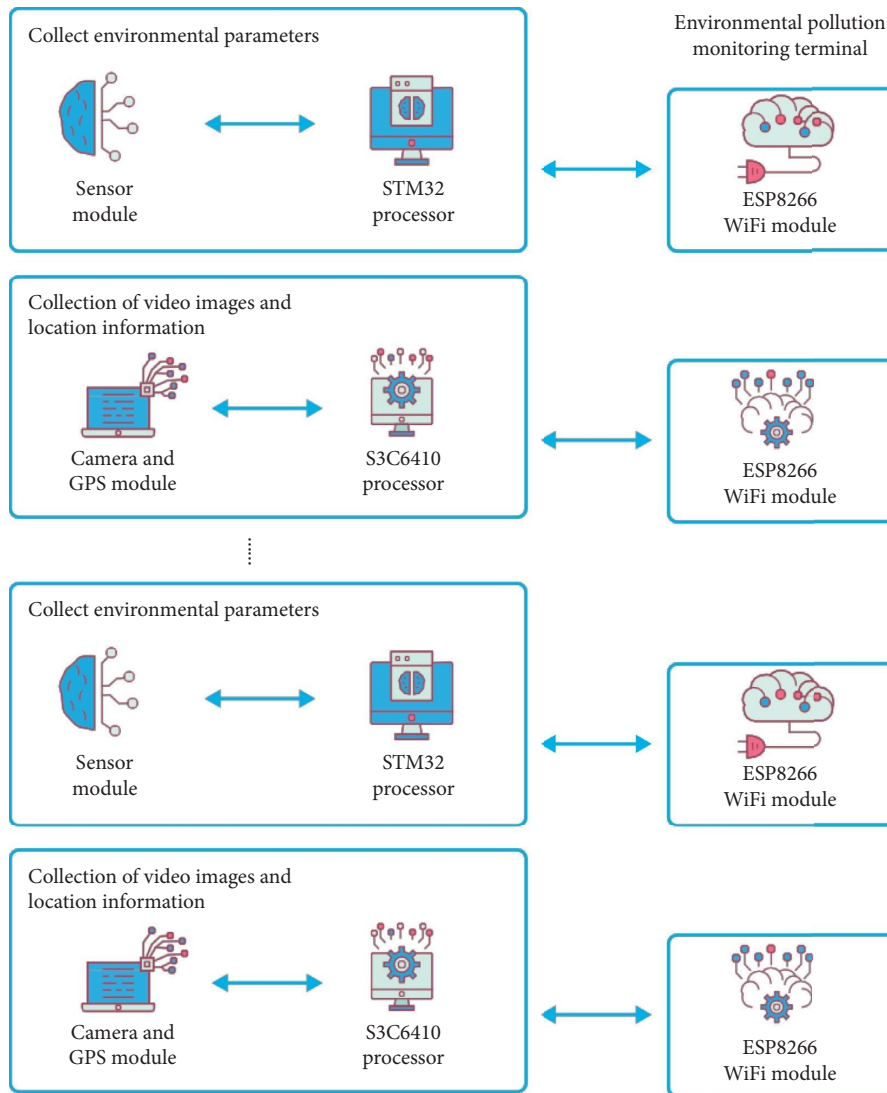 Collect environmental parameters
Environmental pollution
monitoring terminal
Sensor
module
STM32
processor
ESP8266
WiFi module
Collection of video images and
location information
Camera and
GPS module
S3C6410
processor
ESP8266
WiFi module
Collect environmental parameters
Sensor
module
STM32
processor
ESP8266
WiFi module
Collection of video images and
location information
Camera and
GPS module
S3C6410
processor
ESP8266
WiFi module